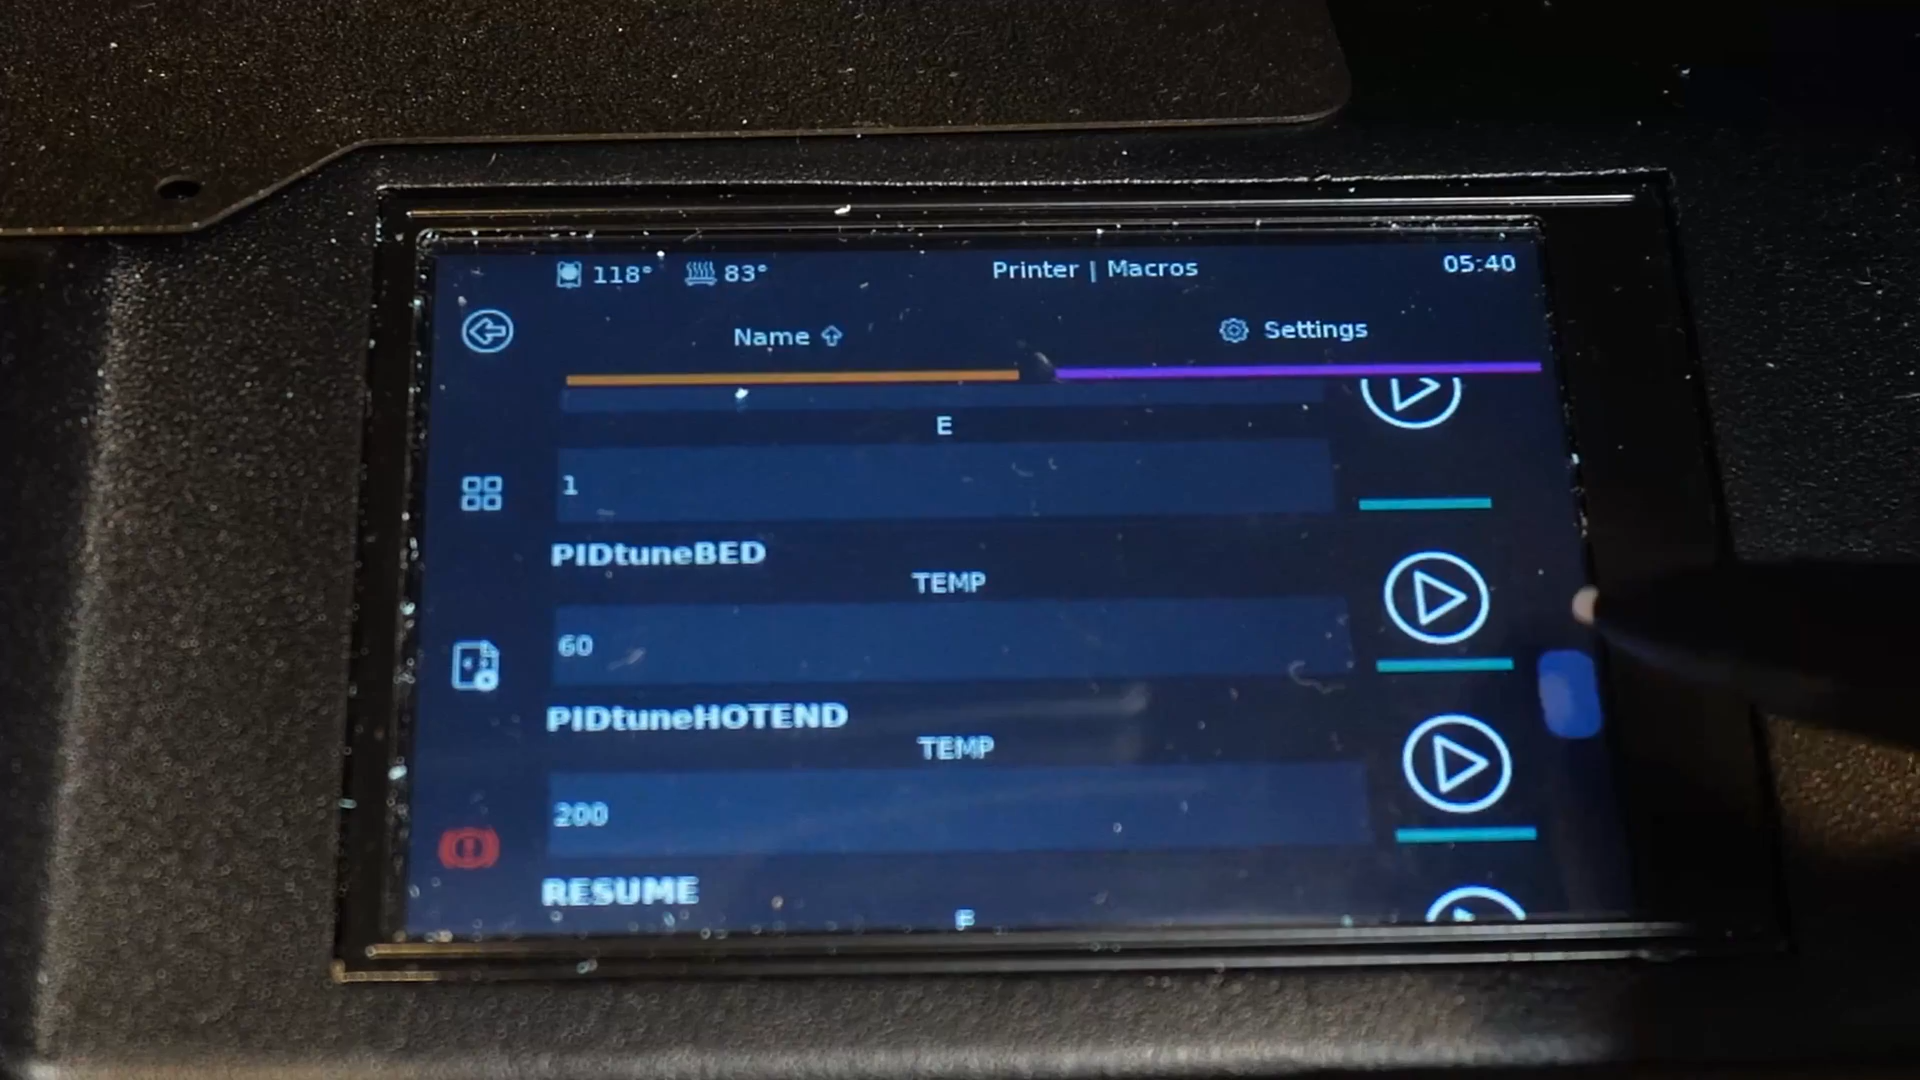 118° 83° Printer | Macros 05:40
Name Settings
E
1
PIDtuneBED
TEMP
60
PIDtuneHOTEND
TEMP
200
RESUME
E